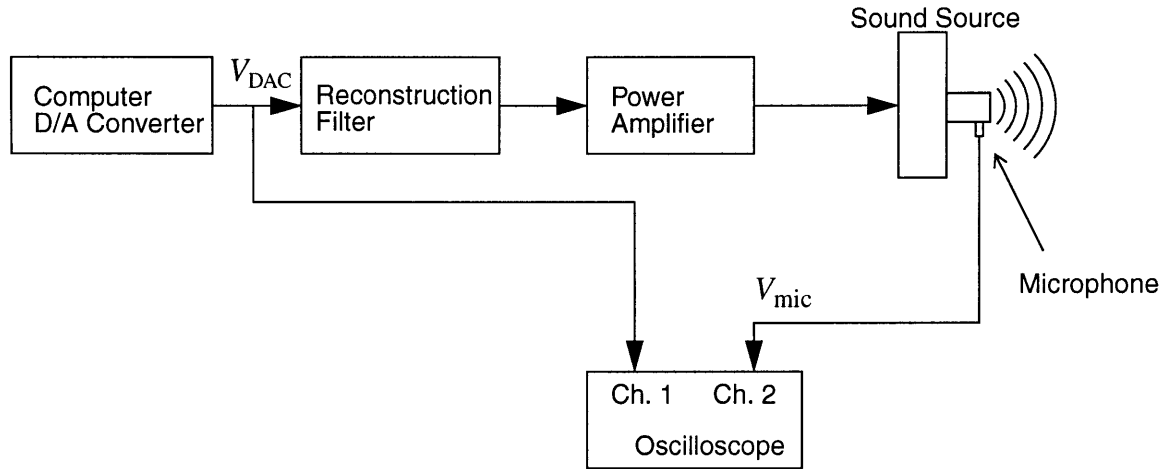 Sound Source
V_DAC
Computer
D/A Converter
Reconstruction
Filter
Power
Amplifier
Microphone
V_mic
Ch. 1 Ch. 2
Oscilloscope